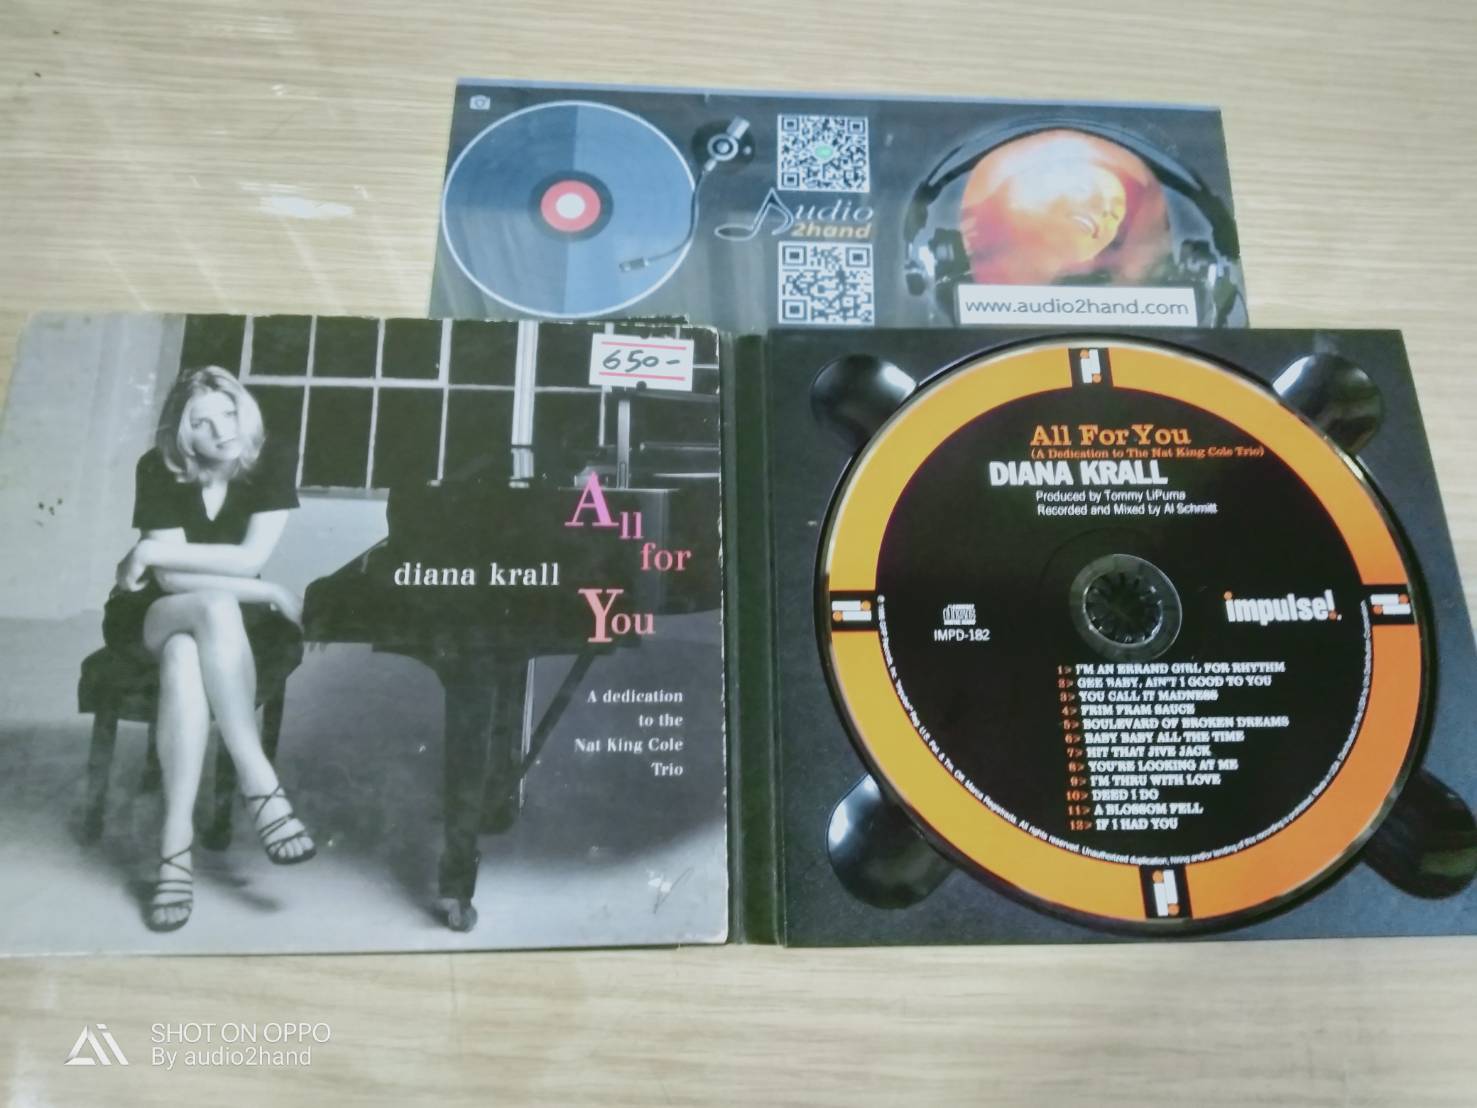 Audio
2hand
www.audio2hand.com
650-
diana krall
All
for
You
A dedication
to the
Nat King Cole
Trio
All For You
(A Dedication to The Nat King Cole Trio)
DIANA KRALL
Produced by Tommy LiPuma
Recorded and Mixed by Al Schmitt
IMPD-182
impulse!
1> I'M AN ERRAND GIRL FOR RHYTHM
2> GEE BABY, AIN'T I GOOD TO YOU
3> YOU CALL IT MADNESS
4> FRIM FRAM SAUCE
5> BOULEVARD OF BROKEN DREAMS
6> BABY BABY ALL THE TIME
7> HIT THAT JIVE JACK
8> YOU'RE LOOKING AT ME
9> I'M THRU WITH LOVE
10> DEED I DO
11> A BLOSSOM FELL
12> IF I HAD YOU
SHOT ON OPPO
By audio2hand